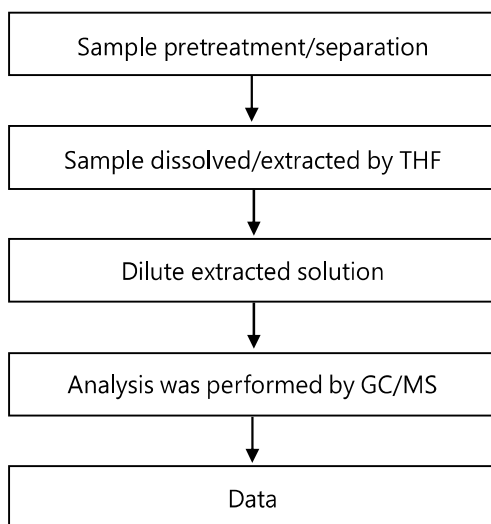 Sample pretreatment/separation
Sample dissolved/extracted by THF
Dilute extracted solution
Analysis was performed by GC/MS
Data